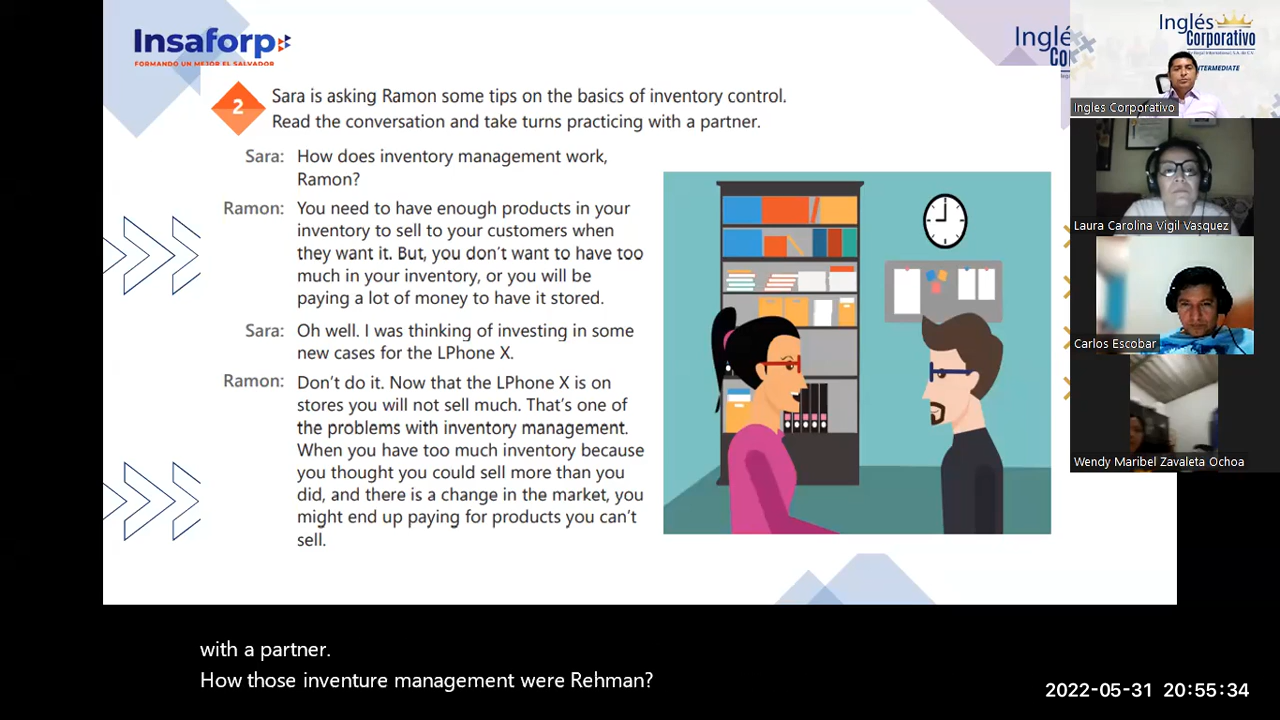 Insaforp
FORMANDO UN MEJOR EL SALVADOR
Inglés
Corporativo
INTERMEDIATE
Ingles Corporativo
2
Sara is asking Ramon some tips on the basics of inventory control.
Read the conversation and take turns practicing with a partner.
Sara: How does inventory management work,
Ramon?
Ramon: You need to have enough products in your
inventory to sell to your customers when
they want it. But, you don't want to have too
much in your inventory, or you will be
paying a lot of money to have it stored.
Sara: Oh well. I was thinking of investing in some
new cases for the LPhone X.
Ramon: Don't do it. Now that the LPhone X is on
stores you will not sell much. That's one of
the problems with inventory management.
When you have too much inventory because
you thought you could sell more than you
did, and there is a change in the market, you
might end up paying for products you can't
sell.
Laura Carolina Vígil Vasquez
Carlos Escobar
Wendy Maribel Zavaleta Ochoa
with a partner.
How those inventure management were Rehman?
2022-05-31 20:55:34